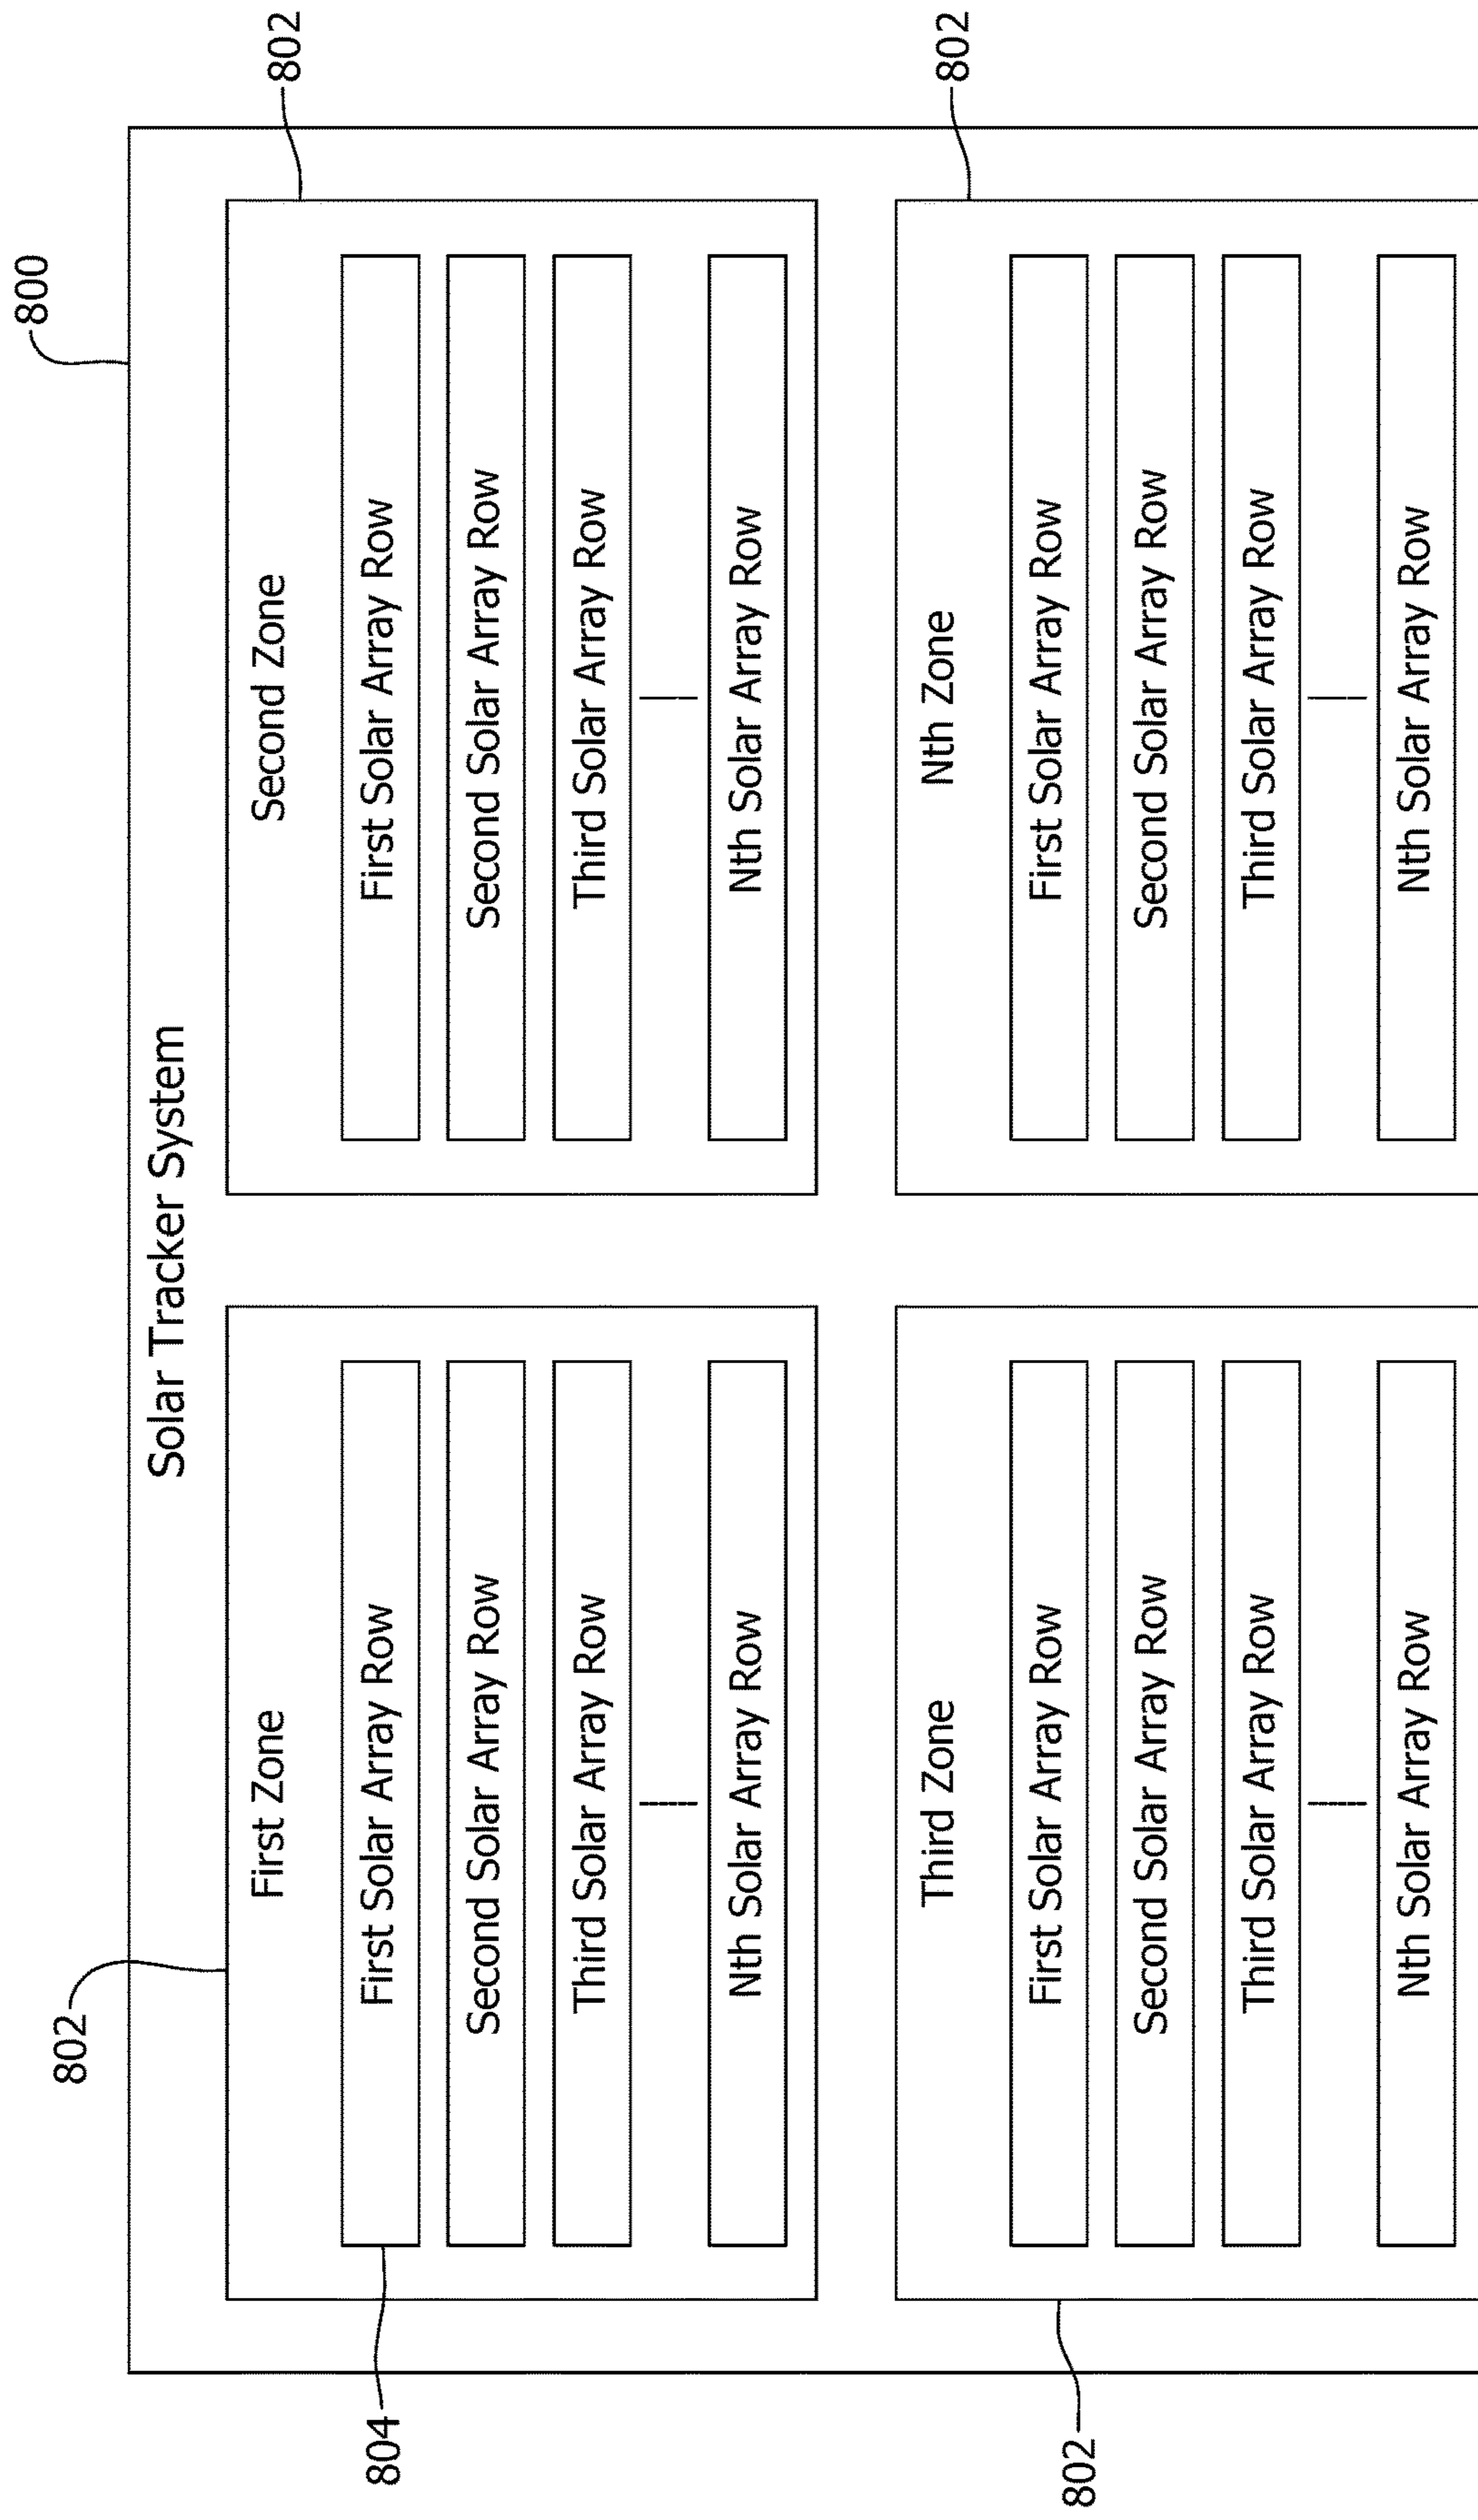 800
Solar Tracker System
802
First Zone
804
First Solar Array Row
Second Solar Array Row
Third Solar Array Row
Nth Solar Array Row
802
Second Zone
First Solar Array Row
Second Solar Array Row
Third Solar Array Row
Nth Solar Array Row
802
Third Zone
First Solar Array Row
Second Solar Array Row
Third Solar Array Row
Nth Solar Array Row
802
Nth Zone
First Solar Array Row
Second Solar Array Row
Third Solar Array Row
Nth Solar Array Row